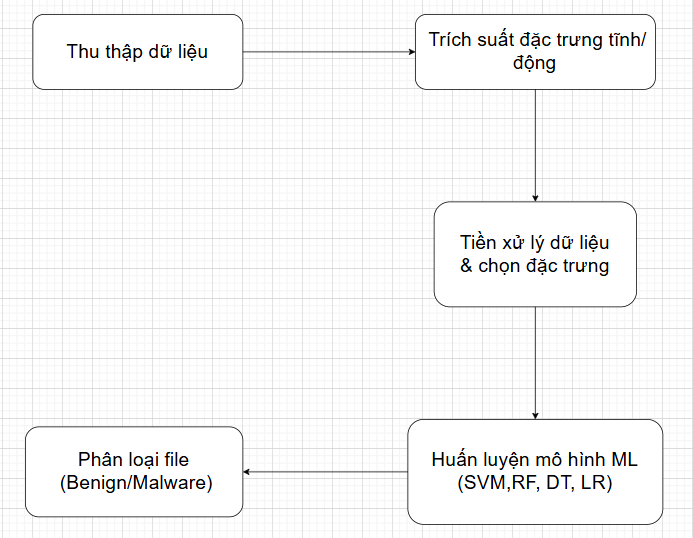 Thu thập dữ liệu
Trích suất đặc trưng tĩnh/
động
Tiền xử lý dữ liệu
& chọn đặc trưng
Huấn luyện mô hình ML
(SVM,RF, DT, LR)
Phân loại file
(Benign/Malware)